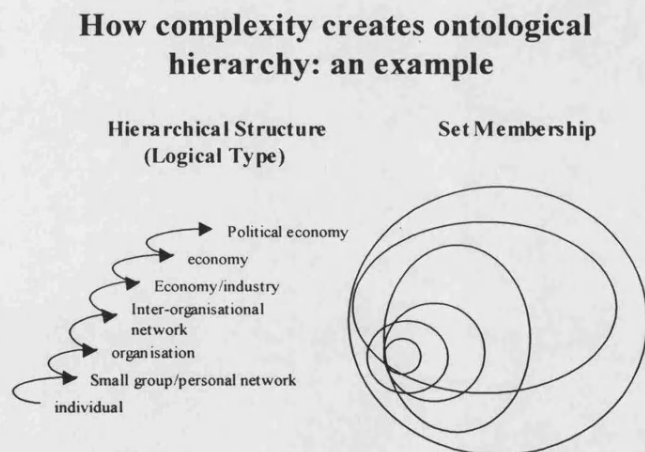 How complexity creates ontological
hierarchy: an example
Hierarchical Structure
(Logical Type)
Set Membership
Political economy
economy
Economy/industry
Inter-organisational
network
organisation
Small group/personal network
individual